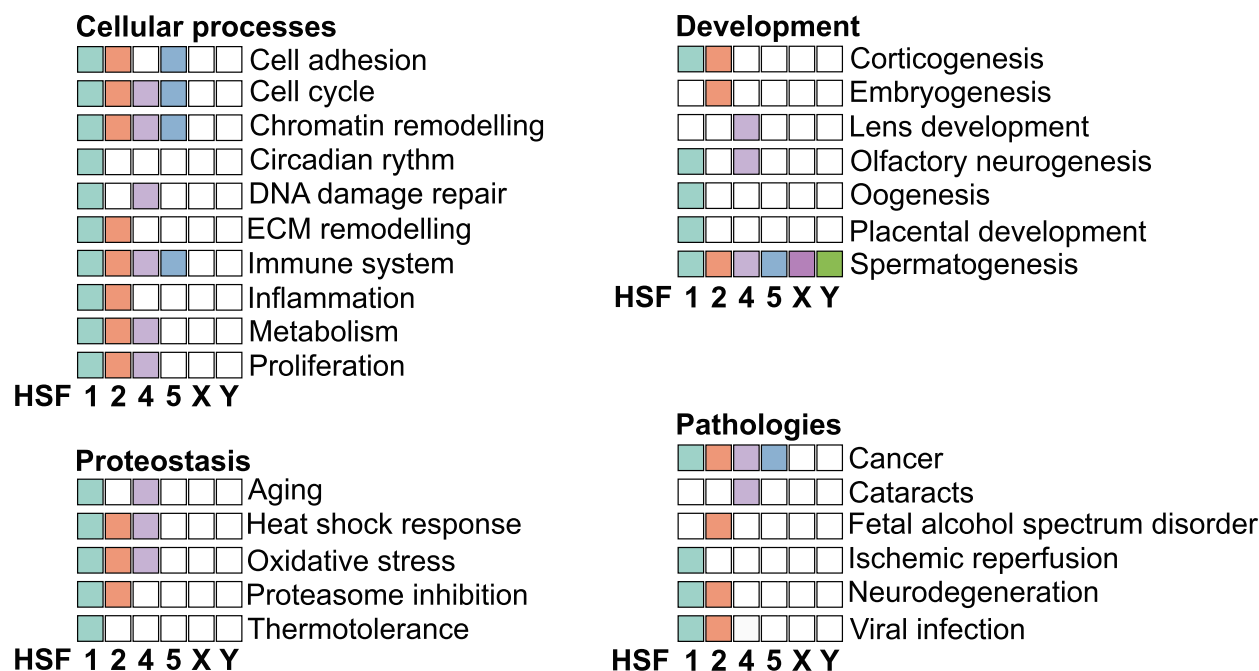 Cellular processes
Cell adhesion
Cell cycle
Chromatin remodelling
Circadian rythm
DNA damage repair
ECM remodelling
Immune system
Inflammation
Metabolism
Proliferation
HSF 1 2 4 5 X Y
Development
Corticogenesis
Embryogenesis
Lens development
Olfactory neurogenesis
Oogenesis
Placental development
Spermatogenesis
HSF 1 2 4 5 X Y
Proteostasis
Aging
Heat shock response
Oxidative stress
Proteasome inhibition
Thermotolerance
HSF 1 2 4 5 X Y
Pathologies
Cancer
Cataracts
Fetal alcohol spectrum disorder
Ischemic reperfusion
Neurodegeneration
Viral infection
HSF 1 2 4 5 X Y